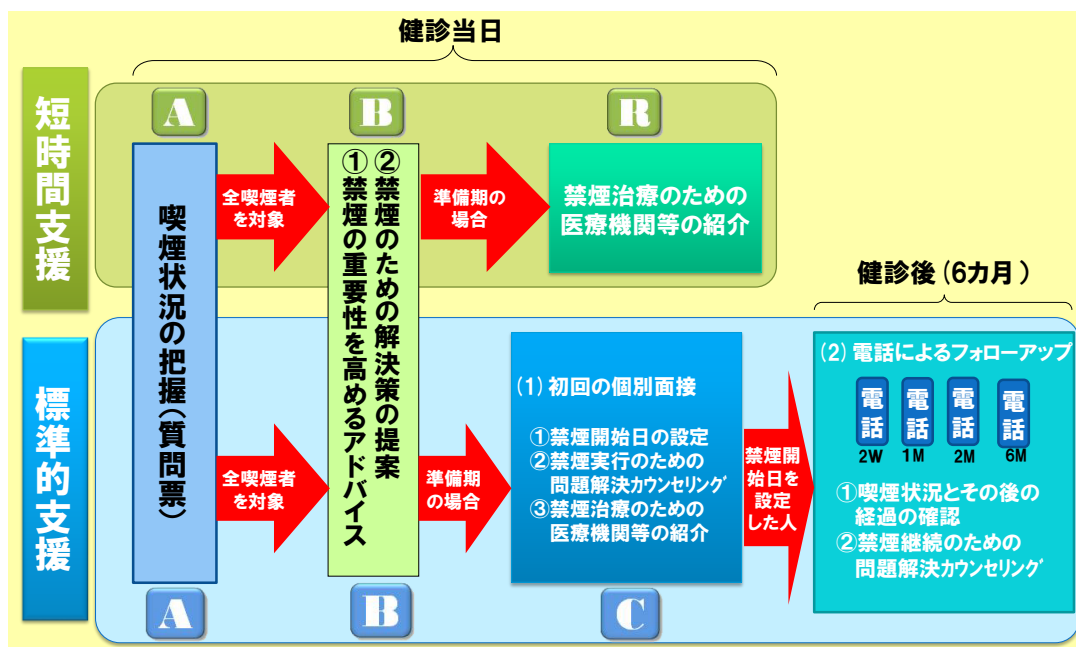 健診当日
短時間支援
A
B
R
喫煙状況の把握(質問票)
全喫煙者
を対象
①禁煙の重要性を高めるアドバイス
②禁煙のための解決策の提案
準備期の
場合
禁煙治療のための
医療機関等の紹介
健診後(6カ月)
標準的支援
全喫煙者
を対象
準備期
の場合
(1)初回の個別面接
①禁煙開始日の設定
②禁煙実行のための
問題解決ｶｳﾝｾﾘﾝｸﾞ
③禁煙治療のための
医療機関等の紹介
禁煙開
始日を
設定
した人
(2)電話によるフォローアップ
電話
電話
電話
電話
2W
1M
2M
6M
①喫煙状況とその後の
経過の確認
②禁煙継続のための
問題解決ｶｳﾝｾﾘﾝｸﾞ
A
B
C